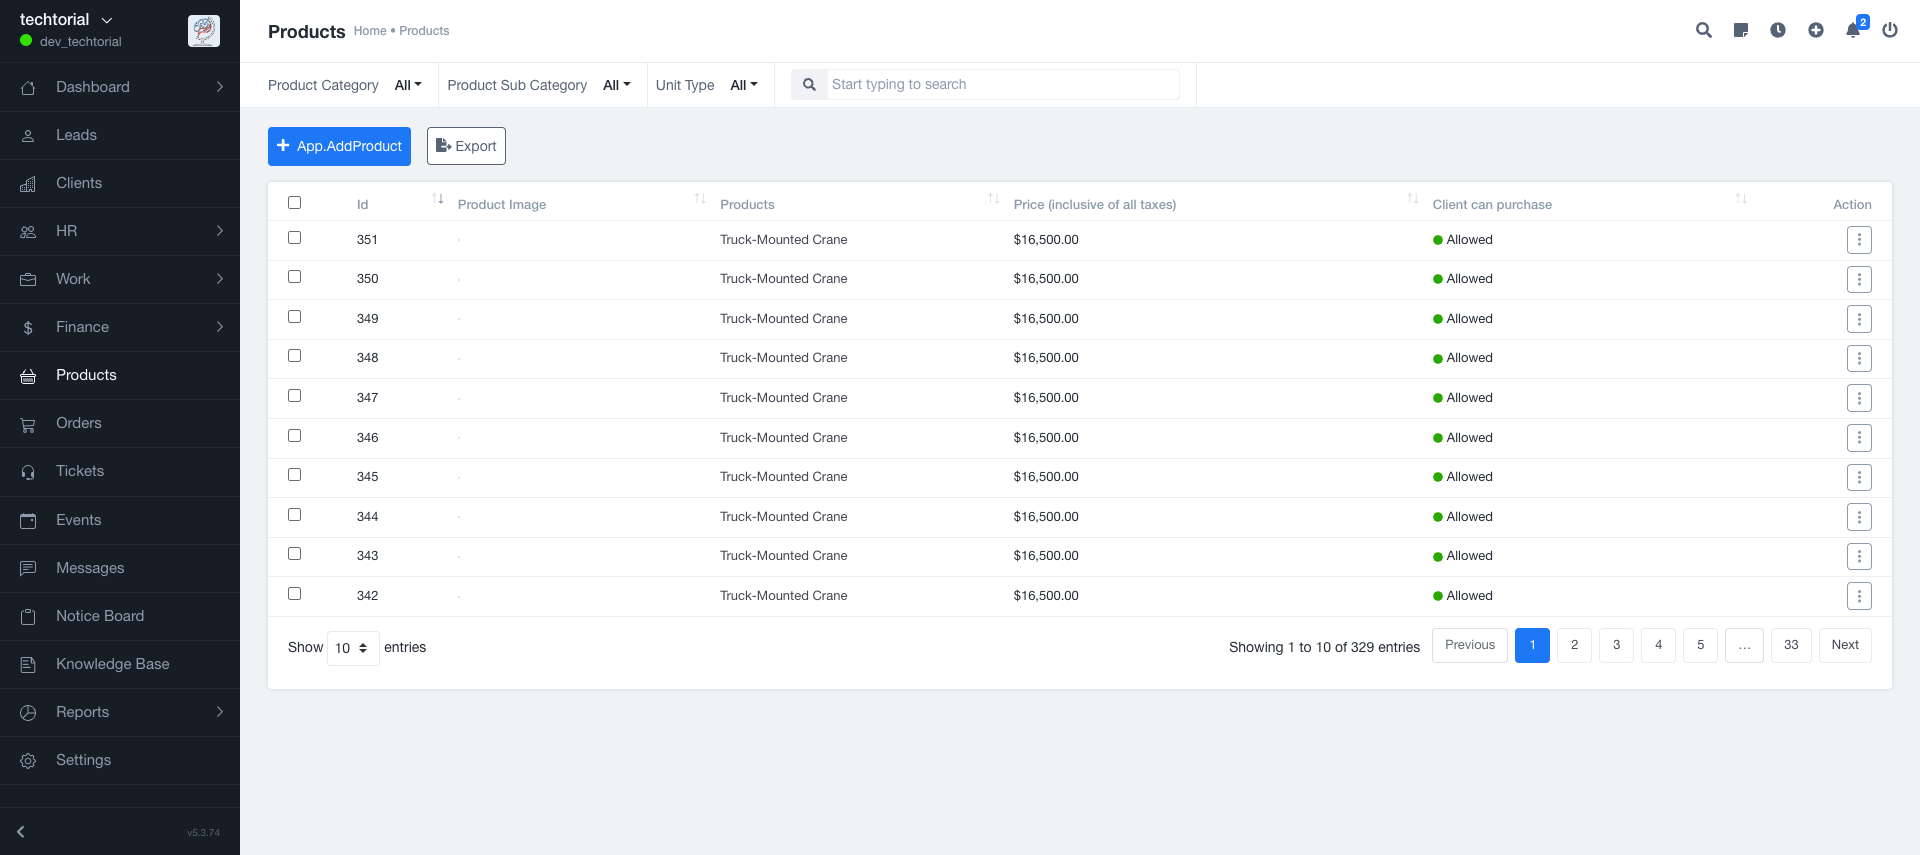 techtorial
dev_techtorial
Dashboard
Leads
Clients
HR
Work
Finance
Products
Orders
Tickets
Events
Messages
Notice Board
Knowledge Base
Reports
Settings
v5.3.74
Products Home • Products
2
Product Category All Product Sub Category All Unit Type All Start typing to search
App.AddProduct Export
Id Product Image Products Price (inclusive of all taxes) Client can purchase Action
351 Truck-Mounted Crane $16,500.00 Allowed
350 Truck-Mounted Crane $16,500.00 Allowed
349 Truck-Mounted Crane $16,500.00 Allowed
348 Truck-Mounted Crane $16,500.00 Allowed
347 Truck-Mounted Crane $16,500.00 Allowed
346 Truck-Mounted Crane $16,500.00 Allowed
345 Truck-Mounted Crane $16,500.00 Allowed
344 Truck-Mounted Crane $16,500.00 Allowed
343 Truck-Mounted Crane $16,500.00 Allowed
342 Truck-Mounted Crane $16,500.00 Allowed
Show 10 entries Showing 1 to 10 of 329 entries Previous 1 2 3 4 5 ... 33 Next